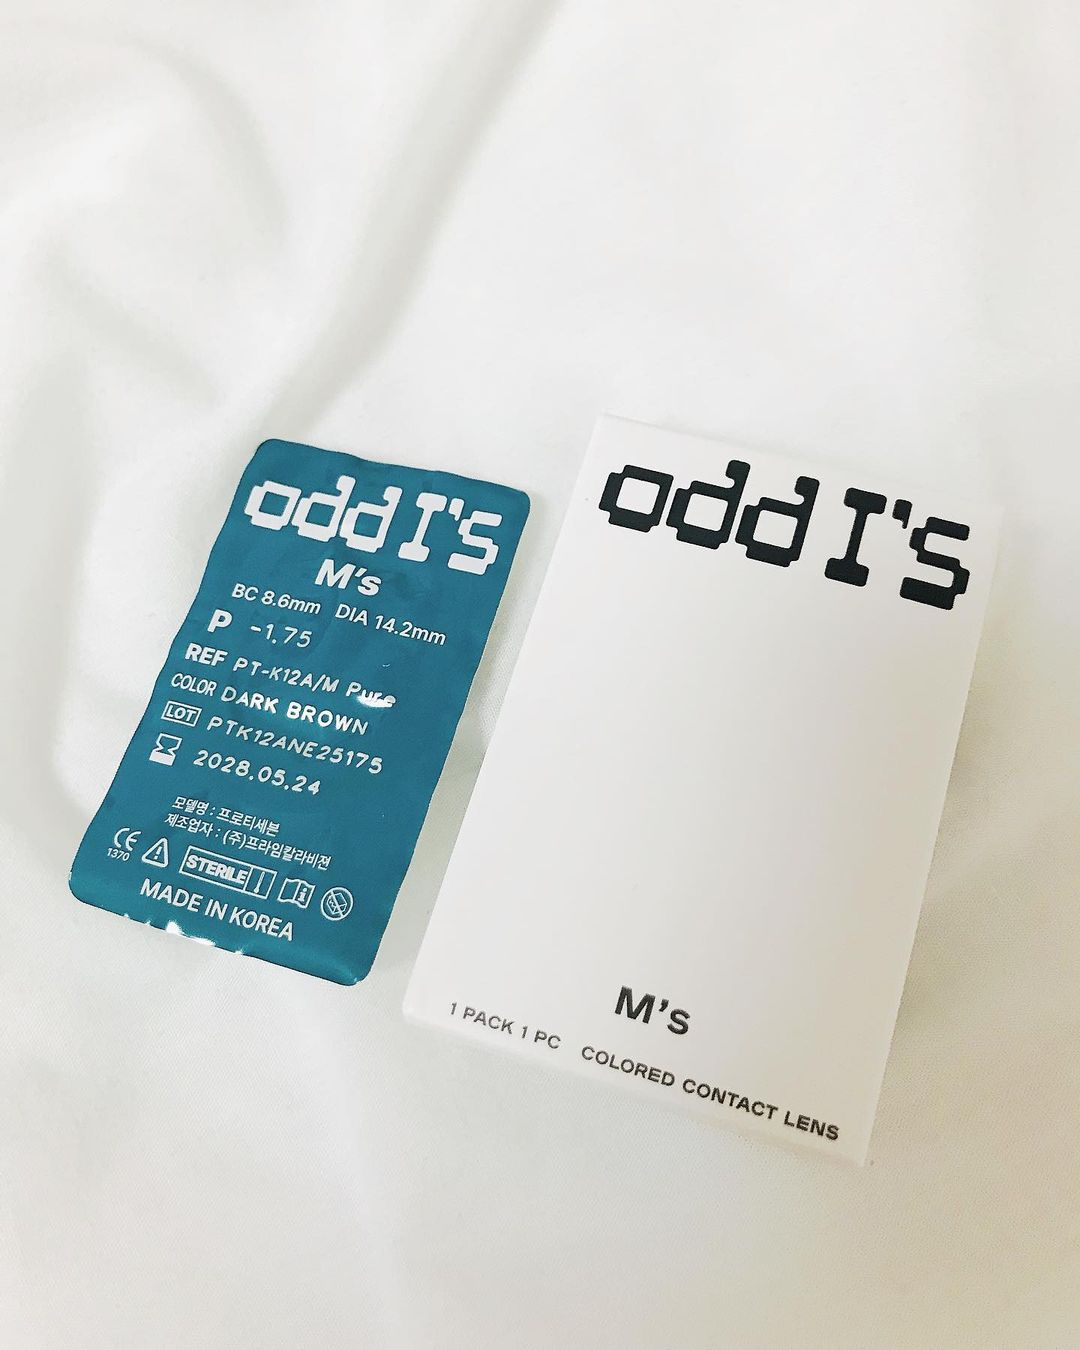 odd I's
M's
BC 8.6mm DIA 14.2mm
P -1.75
REF PT-K12A/M Pure
COLOR DARK BROWN
LOT PTK12ANE25175
2028.05.24
모델명 : 프로티세븐
제조업자 : (주)프라임칼라비젼
CE
1370
STERILE
i
MADE IN KOREA
odd I's
M's
1 PACK 1 PC COLORED CONTACT LENS